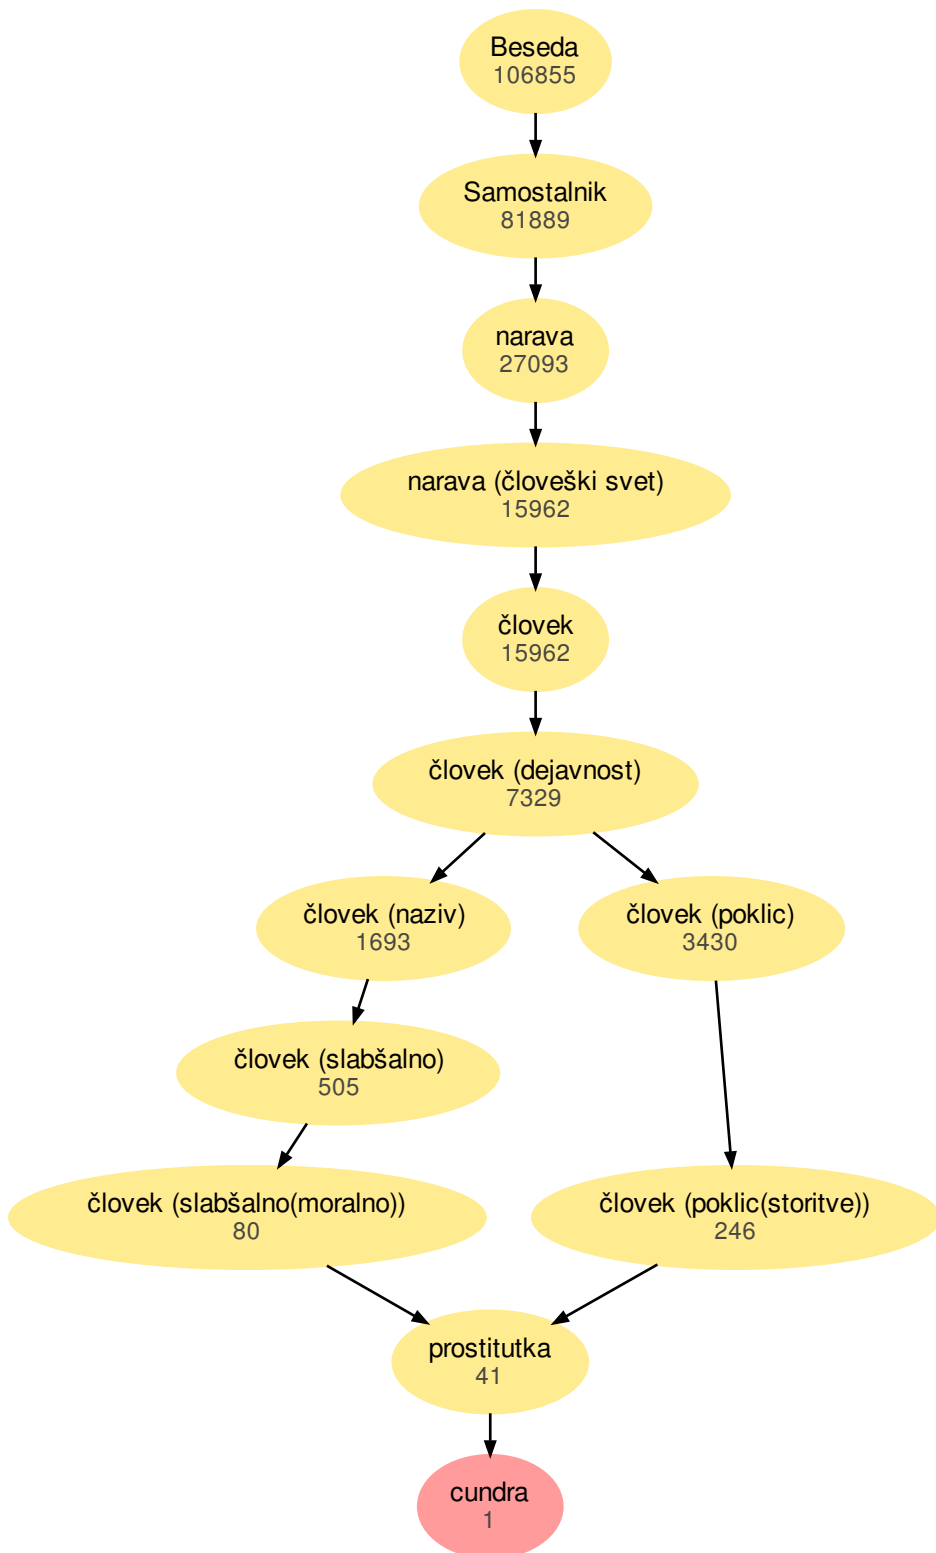 Beseda
106855
Samostalnik
81889
narava
27093
narava (človeški svet)
15962
človek
15962
človek (dejavnost)
7329
človek (naziv)
1693
človek (poklic)
3430
človek (slabšalno)
505
človek (slabšalno(moralno))
80
človek (poklic(storitve))
246
prostitutka
41
cundra
1